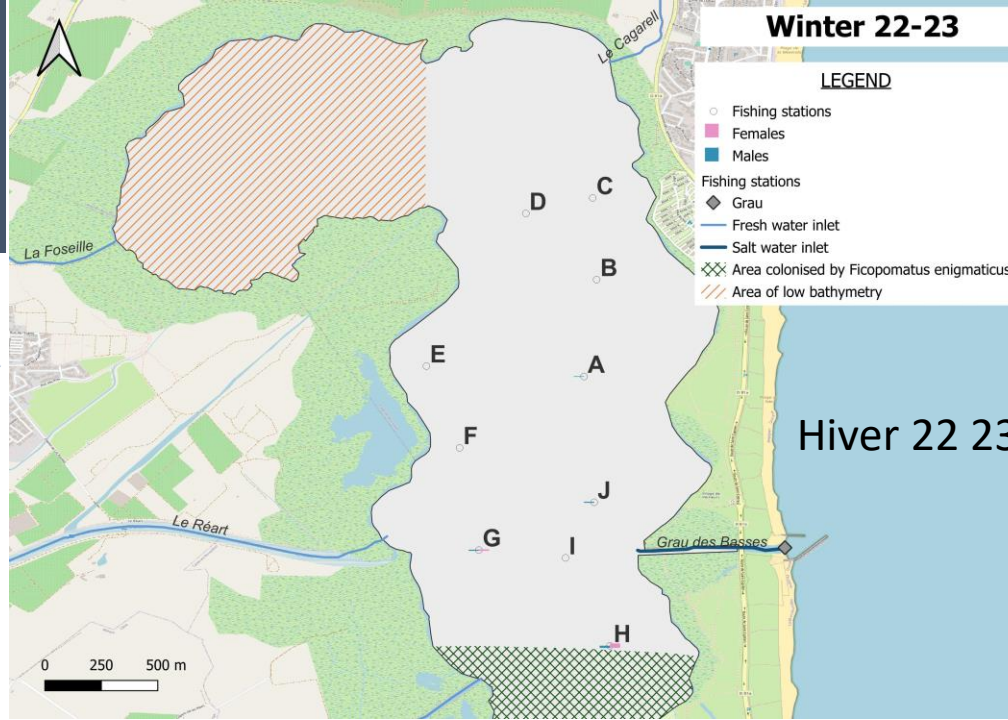 Winter 22-23
LEGEND
Fishing stations
Females
Males
Fishing stations
Grau
Fresh water inlet
Salt water inlet
Area colonised by Ficopomatus enigmaticus
Area of low bathymetry
Le Cagarell
La Foseille
C
D
B
E
A
F
Hiver 22 23
J
Le Réart
G
I
Grau des Basses
H
0 250 500 m